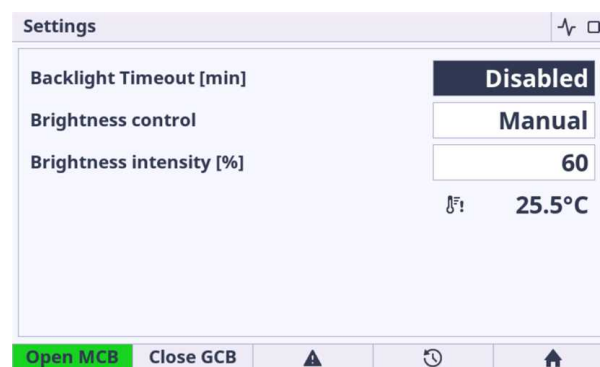 Settings
Backlight Timeout [min] Disabled
Brightness control Manual
Brightness intensity [%] 60
25.5°C
Open MCB Close GCB